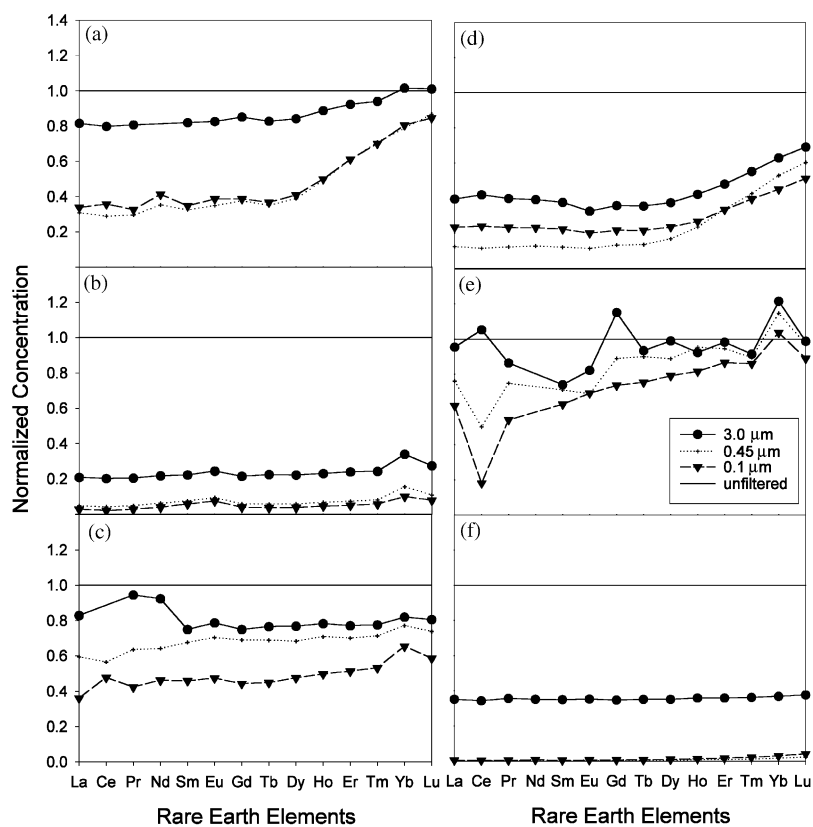 1.4
(a)
(d)
1.2
1.0
0.8
0.6
0.4
0.2
(b)
(e)
1.2
1.0
0.8
0.6
0.4
0.2
3.0 µm
0.45 µm
0.1 µm
unfiltered
(c)
(f)
1.2
1.0
0.8
0.6
0.4
0.2
0.0
Normalized Concentration
La Ce Pr Nd Sm Eu Gd Tb Dy Ho Er Tm Yb Lu
La Ce Pr Nd Sm Eu Gd Tb Dy Ho Er Tm Yb Lu
Rare Earth Elements
Rare Earth Elements